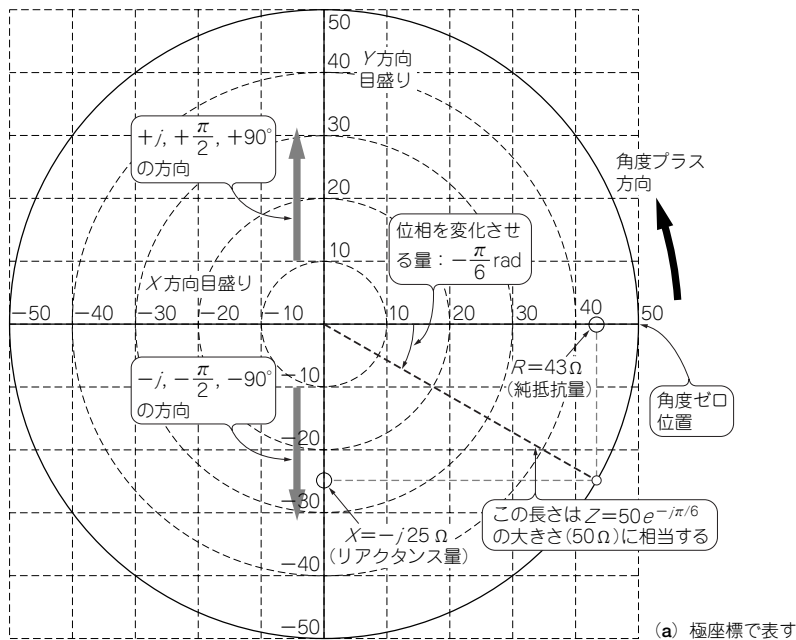 50
Y方向
目盛り
40
+j, +π/2, +90°
の方向
30
角度プラス
方向
20
位相を変化させ
る量：−π/6 rad
10
X方向目盛り
−50 −40 −30 −20 −10 10 20 30 40 50
R=43Ω
（純抵抗量）
−j, −π/2, −90°
の方向
−10
角度ゼロ
位置
−20
−30
この長さは Z=50e^{−jπ/6}
の大きさ(50Ω)に相当する
X=−j25 Ω
（リアクタンス量）
−40
−50
（a）極座標で表す